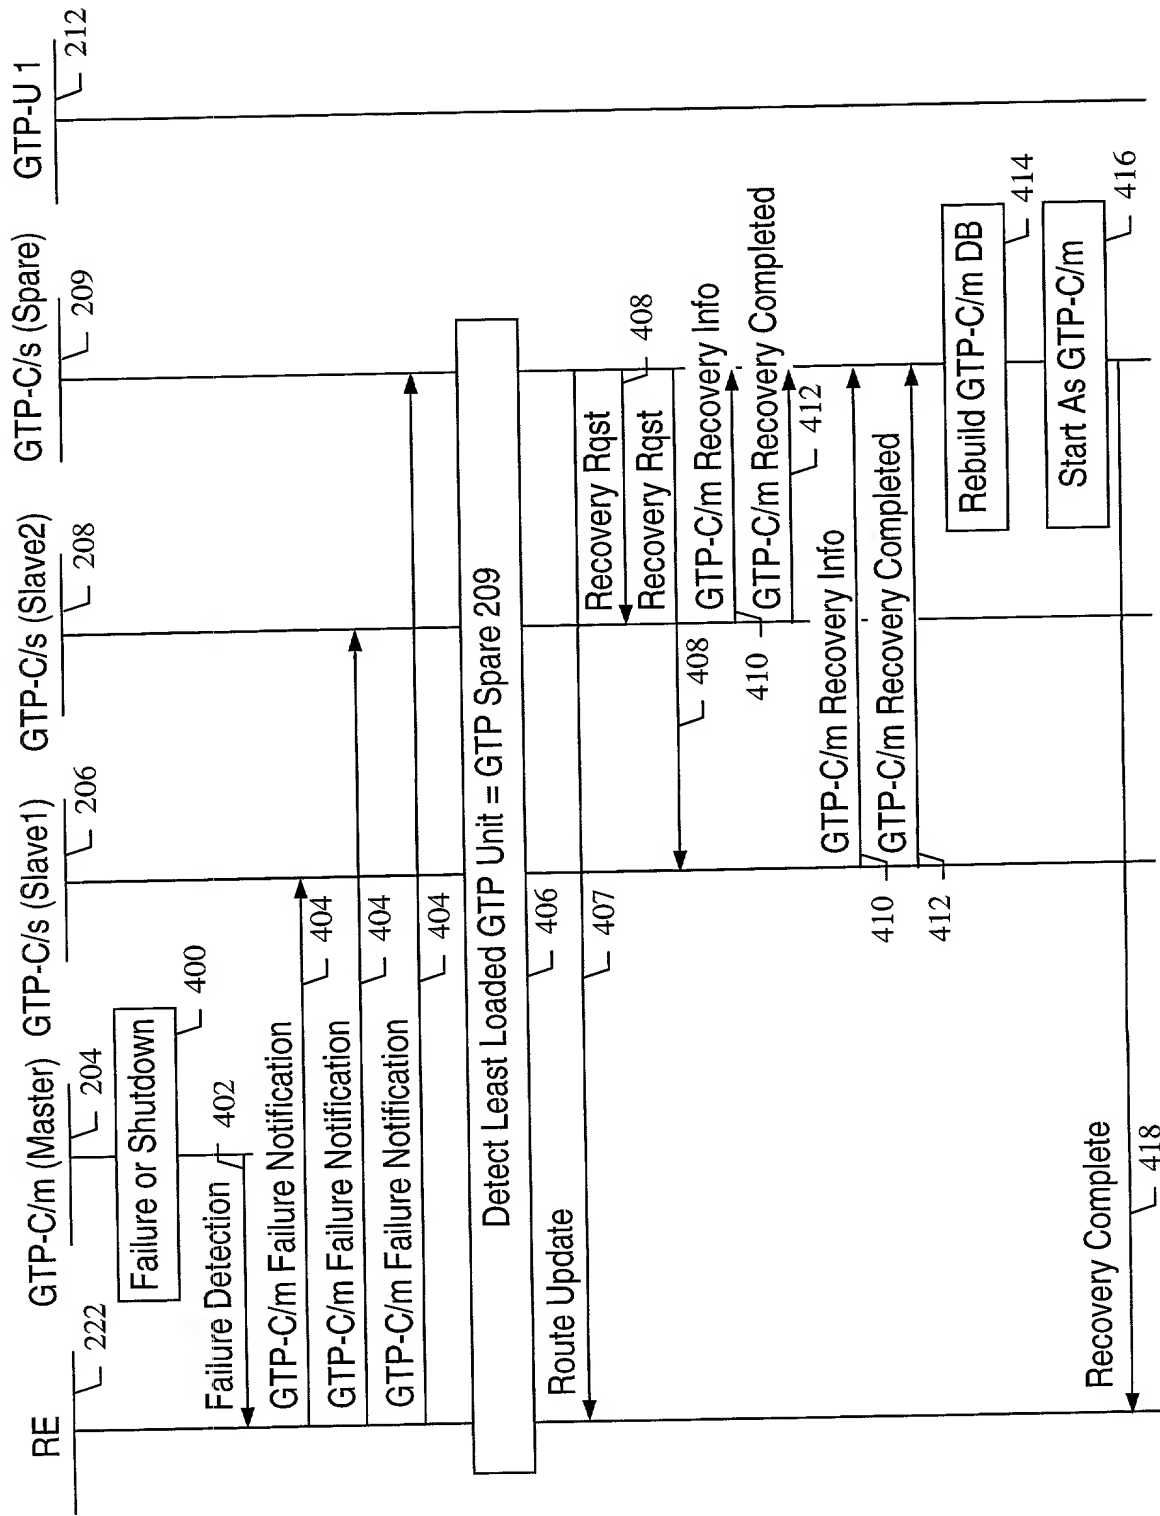 RE
222
GTP-C/m (Master)
204
GTP-C/s (Slave1)
206
GTP-C/s (Slave2)
208
GTP-C/s (Spare)
209
GTP-U 1
212
Failure or Shutdown
400
Failure Detection
402
GTP-C/m Failure Notification
404
GTP-C/m Failure Notification
404
GTP-C/m Failure Notification
404
Detect Least Loaded GTP Unit = GTP Spare 209
406
Route Update
407
Recovery Rqst
408
Recovery Rqst
408
GTP-C/m Recovery Info
410
GTP-C/m Recovery Completed
412
GTP-C/m Recovery Info
410
GTP-C/m Recovery Completed
412
Rebuild GTP-C/m DB
414
Start As GTP-C/m
416
Recovery Complete
418